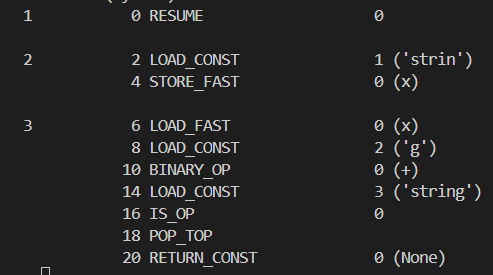 1 0 RESUME 0
2 2 LOAD_CONST 1 ('strin')
4 STORE_FAST 0 (x)
3 6 LOAD_FAST 0 (x)
8 LOAD_CONST 2 ('g')
10 BINARY_OP 0 (+)
14 LOAD_CONST 3 ('string')
16 IS_OP 0
18 POP_TOP
20 RETURN_CONST 0 (None)